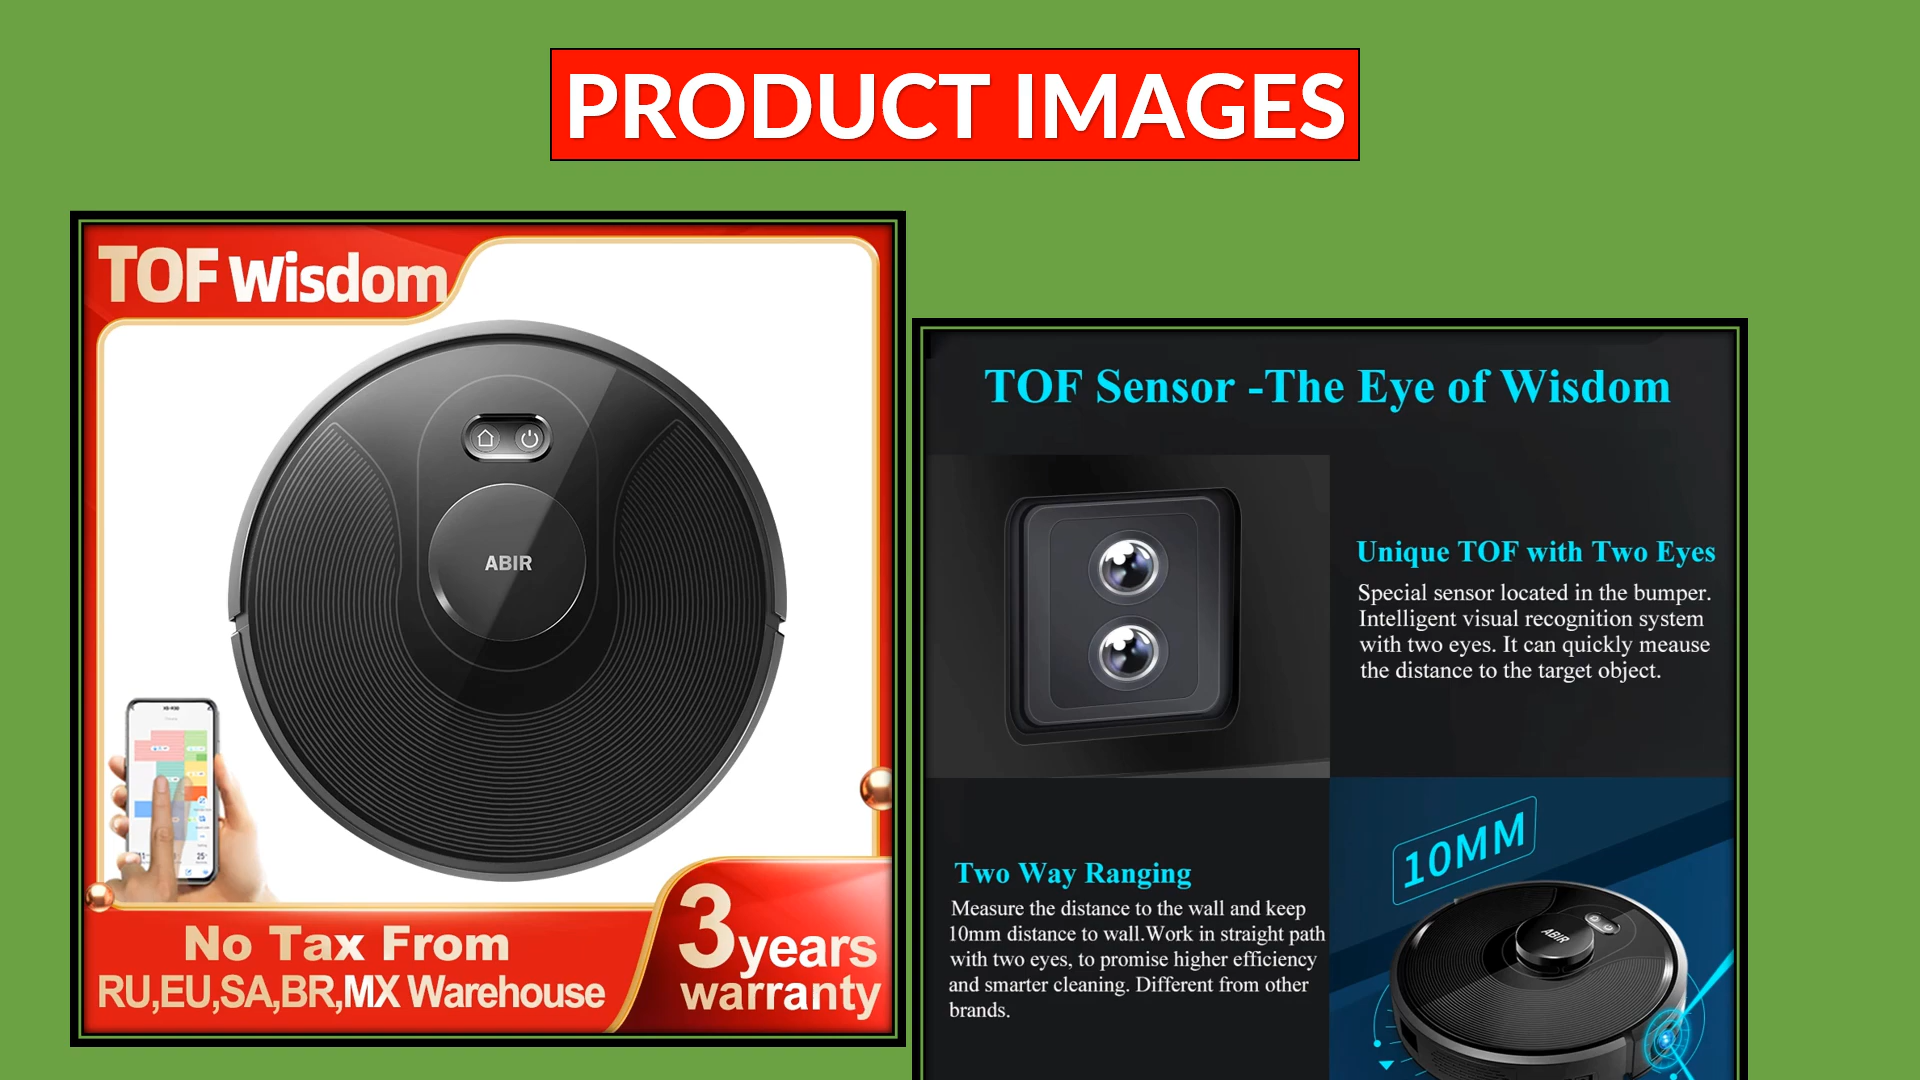 PRODUCT IMAGES
TOF Wisdom
ABIR
No Tax From
RU,EU,SA,BR,MX Warehouse
3 years
warranty
TOF Sensor -The Eye of Wisdom
Unique TOF with Two Eyes
Special sensor located in the bumper.
Intelligent visual recognition system
with two eyes. It can quickly meause
the distance to the target object.
Two Way Ranging
Measure the distance to the wall and keep
10mm distance to wall.Work in straight path
with two eyes, to promise higher efficiency
and smarter cleaning. Different from other
brands.
10MM
ABIR